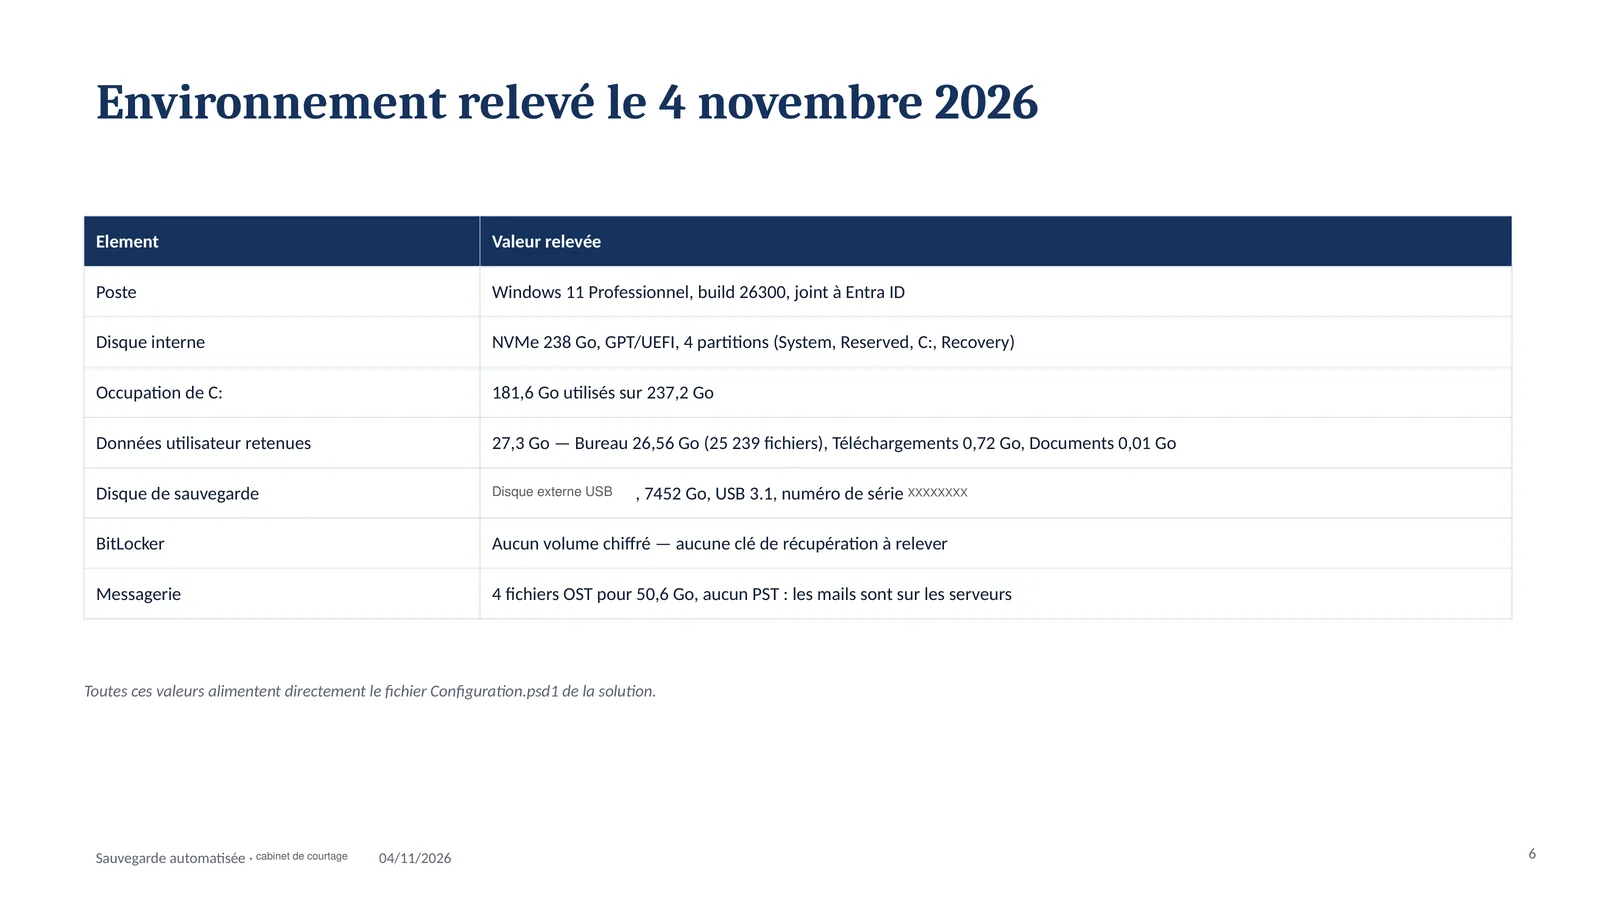 Environnement relevé le 4 novembre 2026
Element Valeur relevée
Poste Windows 11 Professionnel, build 26300, joint à Entra ID
Disque interne NVMe 238 Go, GPT/UEFI, 4 partitions (System, Reserved, C:, Recovery)
Occupation de C: 181,6 Go utilisés sur 237,2 Go
Données utilisateur retenues 27,3 Go — Bureau 26,56 Go (25 239 fichiers), Téléchargements 0,72 Go, Documents 0,01 Go
Disque de sauvegarde Disque externe USB , 7452 Go, USB 3.1, numéro de série XXXXXXXX
BitLocker Aucun volume chiffré — aucune clé de récupération à relever
Messagerie 4 fichiers OST pour 50,6 Go, aucun PST : les mails sont sur les serveurs
Toutes ces valeurs alimentent directement le fichier Configuration.psd1 de la solution.
Sauvegarde automatisée · cabinet de courtage 04/11/2026
6